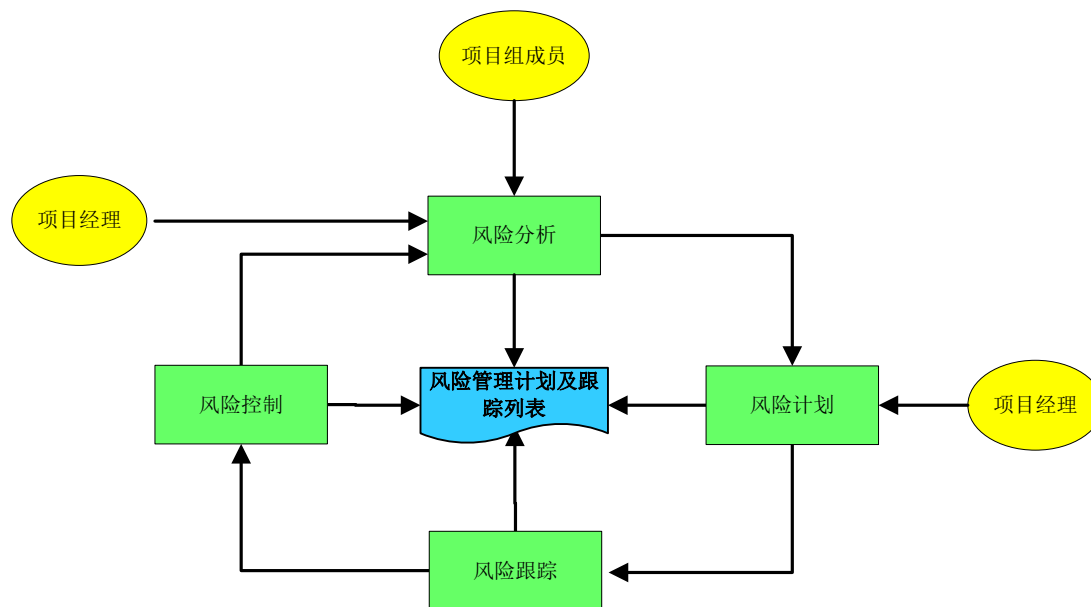 项目组成员
项目经理
风险分析
风险控制
风险管理计划及跟
踪列表
风险计划
项目经理
风险跟踪